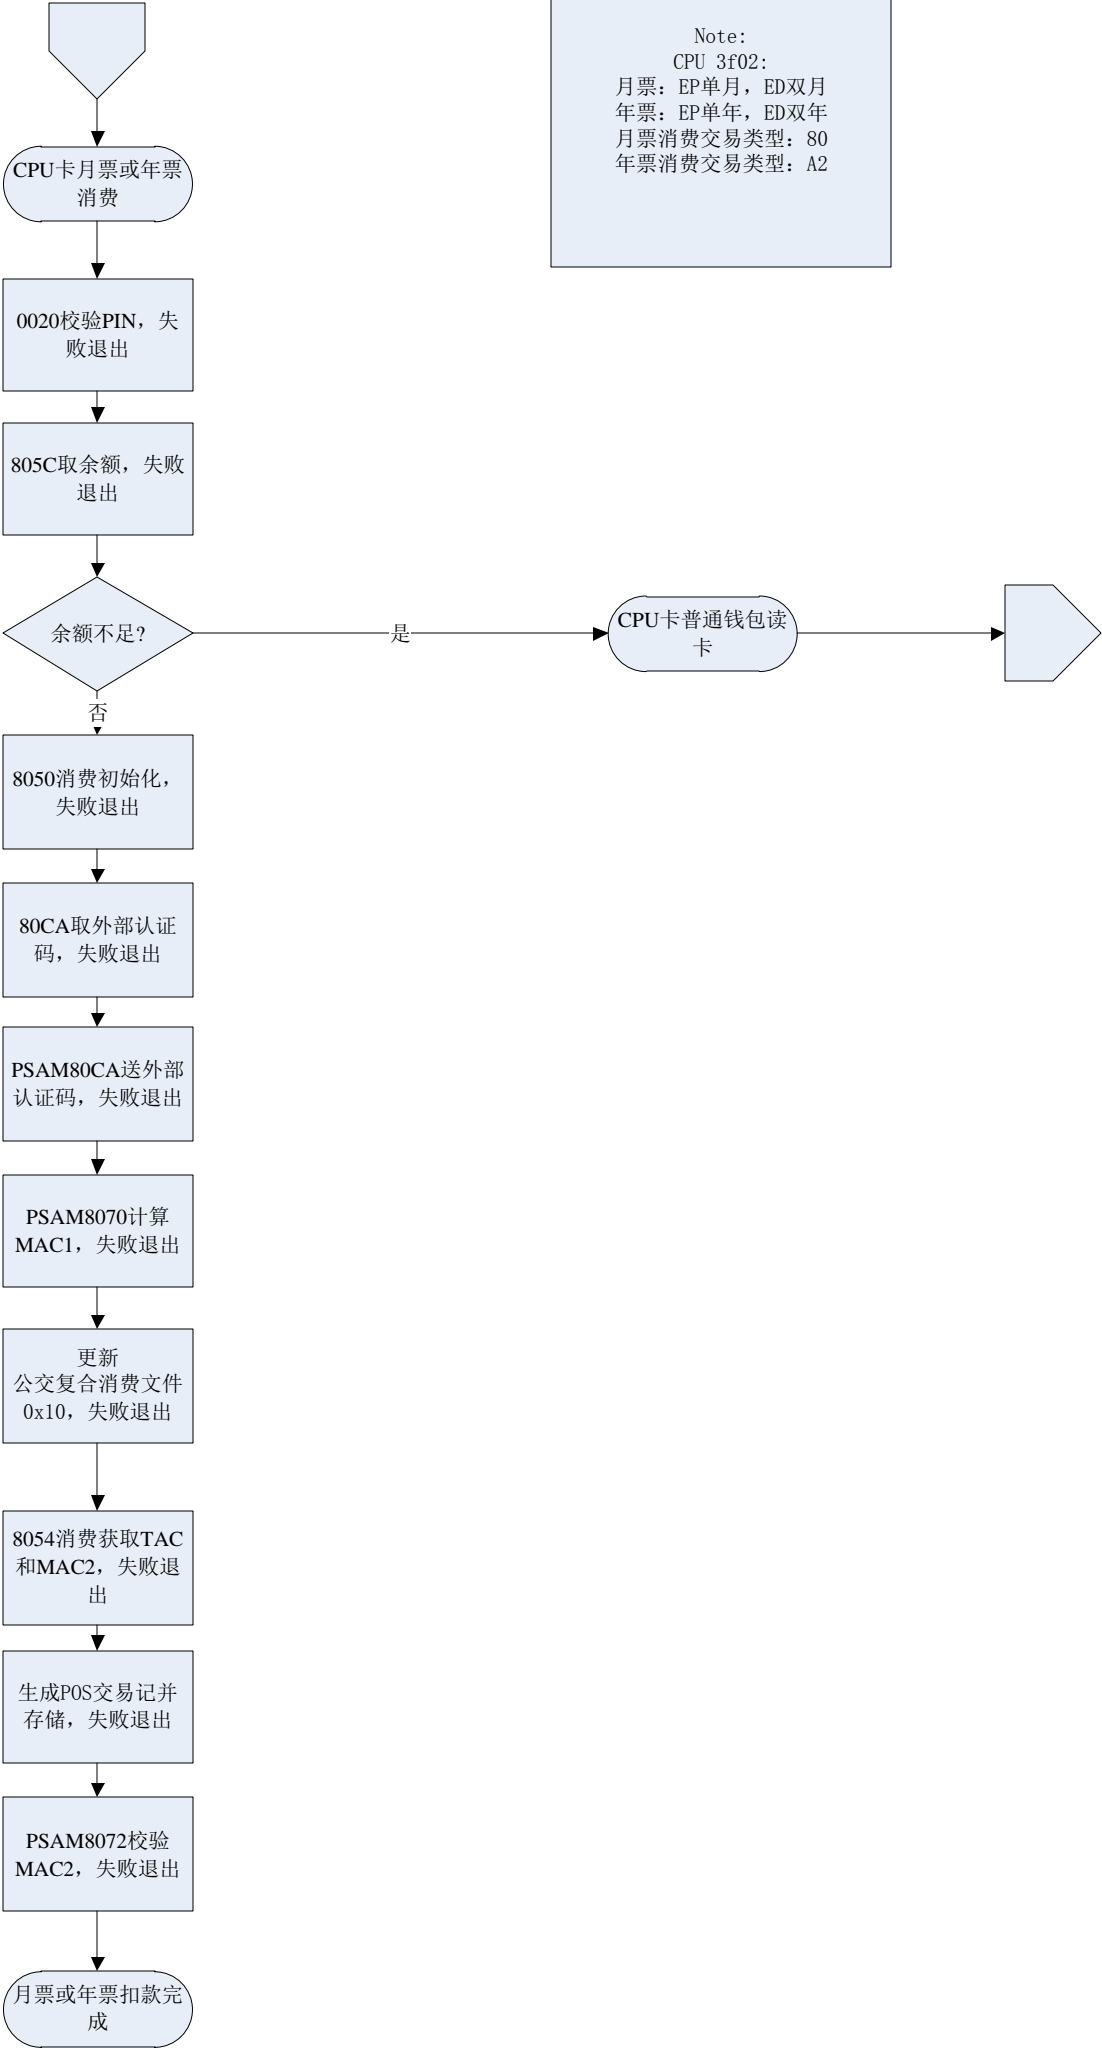 Note:
CPU 3f02:
月票：EP单月，ED双月
年票：EP单年，ED双年
月票消费交易类型：80
年票消费交易类型：A2
CPU卡月票或年票
消费
0020校验PIN，失
败退出
805C取余额，失败
退出
余额不足?
是
CPU卡普通钱包读
卡
否
8050消费初始化，
失败退出
80CA取外部认证
码，失败退出
PSAM80CA送外部
认证码，失败退出
PSAM8070计算
MAC1，失败退出
更新
公交复合消费文件
0x10，失败退出
8054消费获取TAC
和MAC2，失败退
出
生成POS交易记并
存储，失败退出
PSAM8072校验
MAC2，失败退出
月票或年票扣款完
成